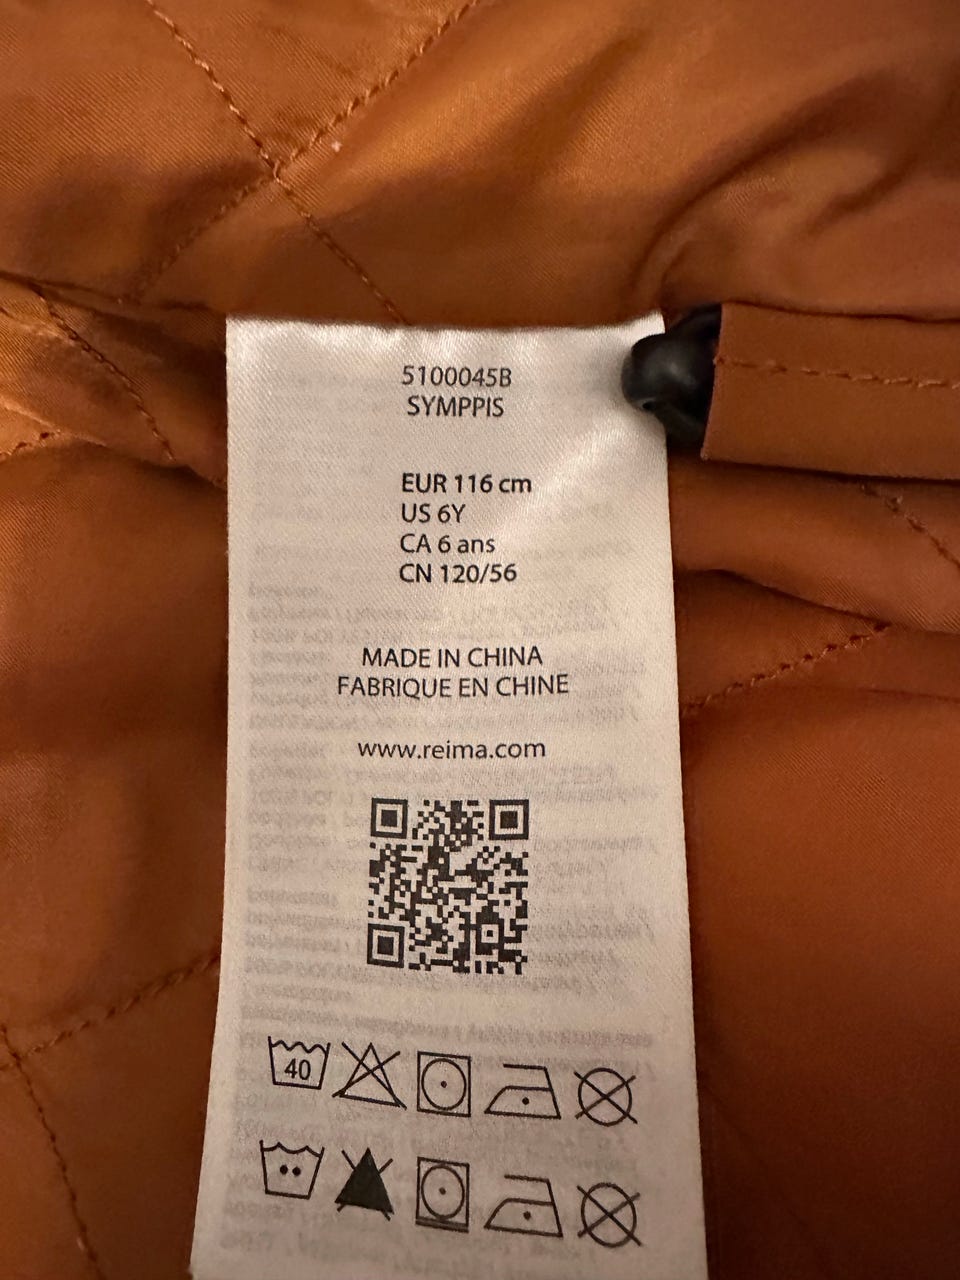 5100045B
SYMPPIS
EUR 116 cm
US 6Y
CA 6 ans
CN 120/56
MADE IN CHINA
FABRIQUE EN CHINE
www.reima.com
40